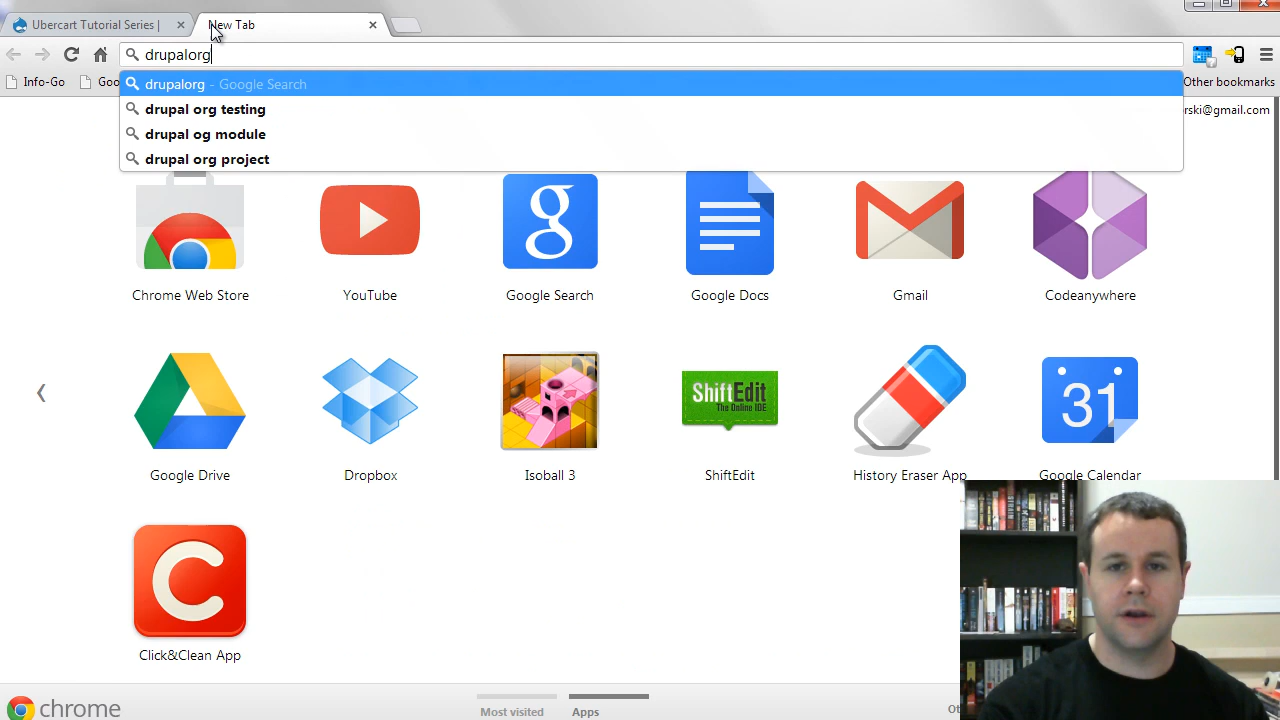 Ubercart Tutorial Series |
New Tab
drupalorg
Info-Go
Goo
Other bookmarks
drupalorg - Google Search
drupal org testing
drupal og module
drupal org project
rski@gmail.com
g
Chrome Web Store
YouTube
Google Search
Google Docs
Gmail
Codeanywhere
ShiftEdit
The Online IDE
31
Google Drive
Dropbox
Isoball 3
ShiftEdit
History Eraser App
Google Calendar
C
Click&Clean App
chrome
Most visited
Apps
Ot